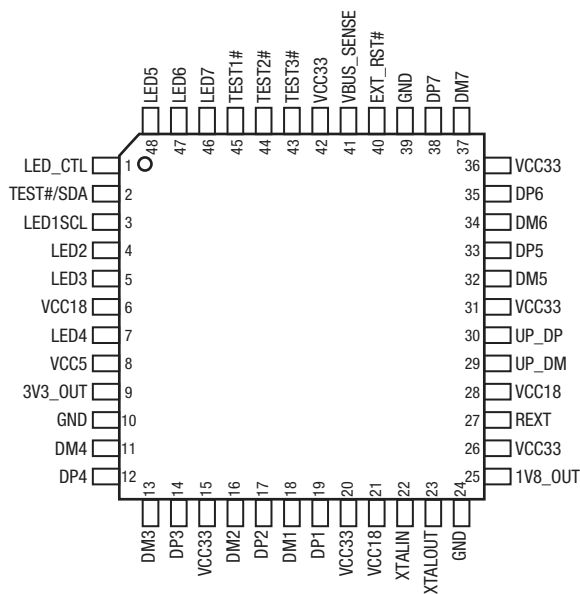 LED5
LED6
LED7
TEST1#
TEST2#
TEST3#
VCC33
VBUS_SENSE
EXT_RST#
GND
DP7
DM7
48
47
46
45
44
43
42
41
40
39
38
37
LED_CTL 1
TEST#/SDA 2
LED1SCL 3
LED2 4
LED3 5
VCC18 6
LED4 7
VCC5 8
3V3_OUT 9
GND 10
DM4 11
DP4 12
36 VCC33
35 DP6
34 DM6
33 DP5
32 DM5
31 VCC33
30 UP_DP
29 UP_DM
28 VCC18
27 REXT
26 VCC33
25 1V8_OUT
13
14
15
16
17
18
19
20
21
22
23
24
DM3
DP3
VCC33
DM2
DP2
DM1
DP1
VCC33
VCC18
XTALIN
XTALOUT
GND